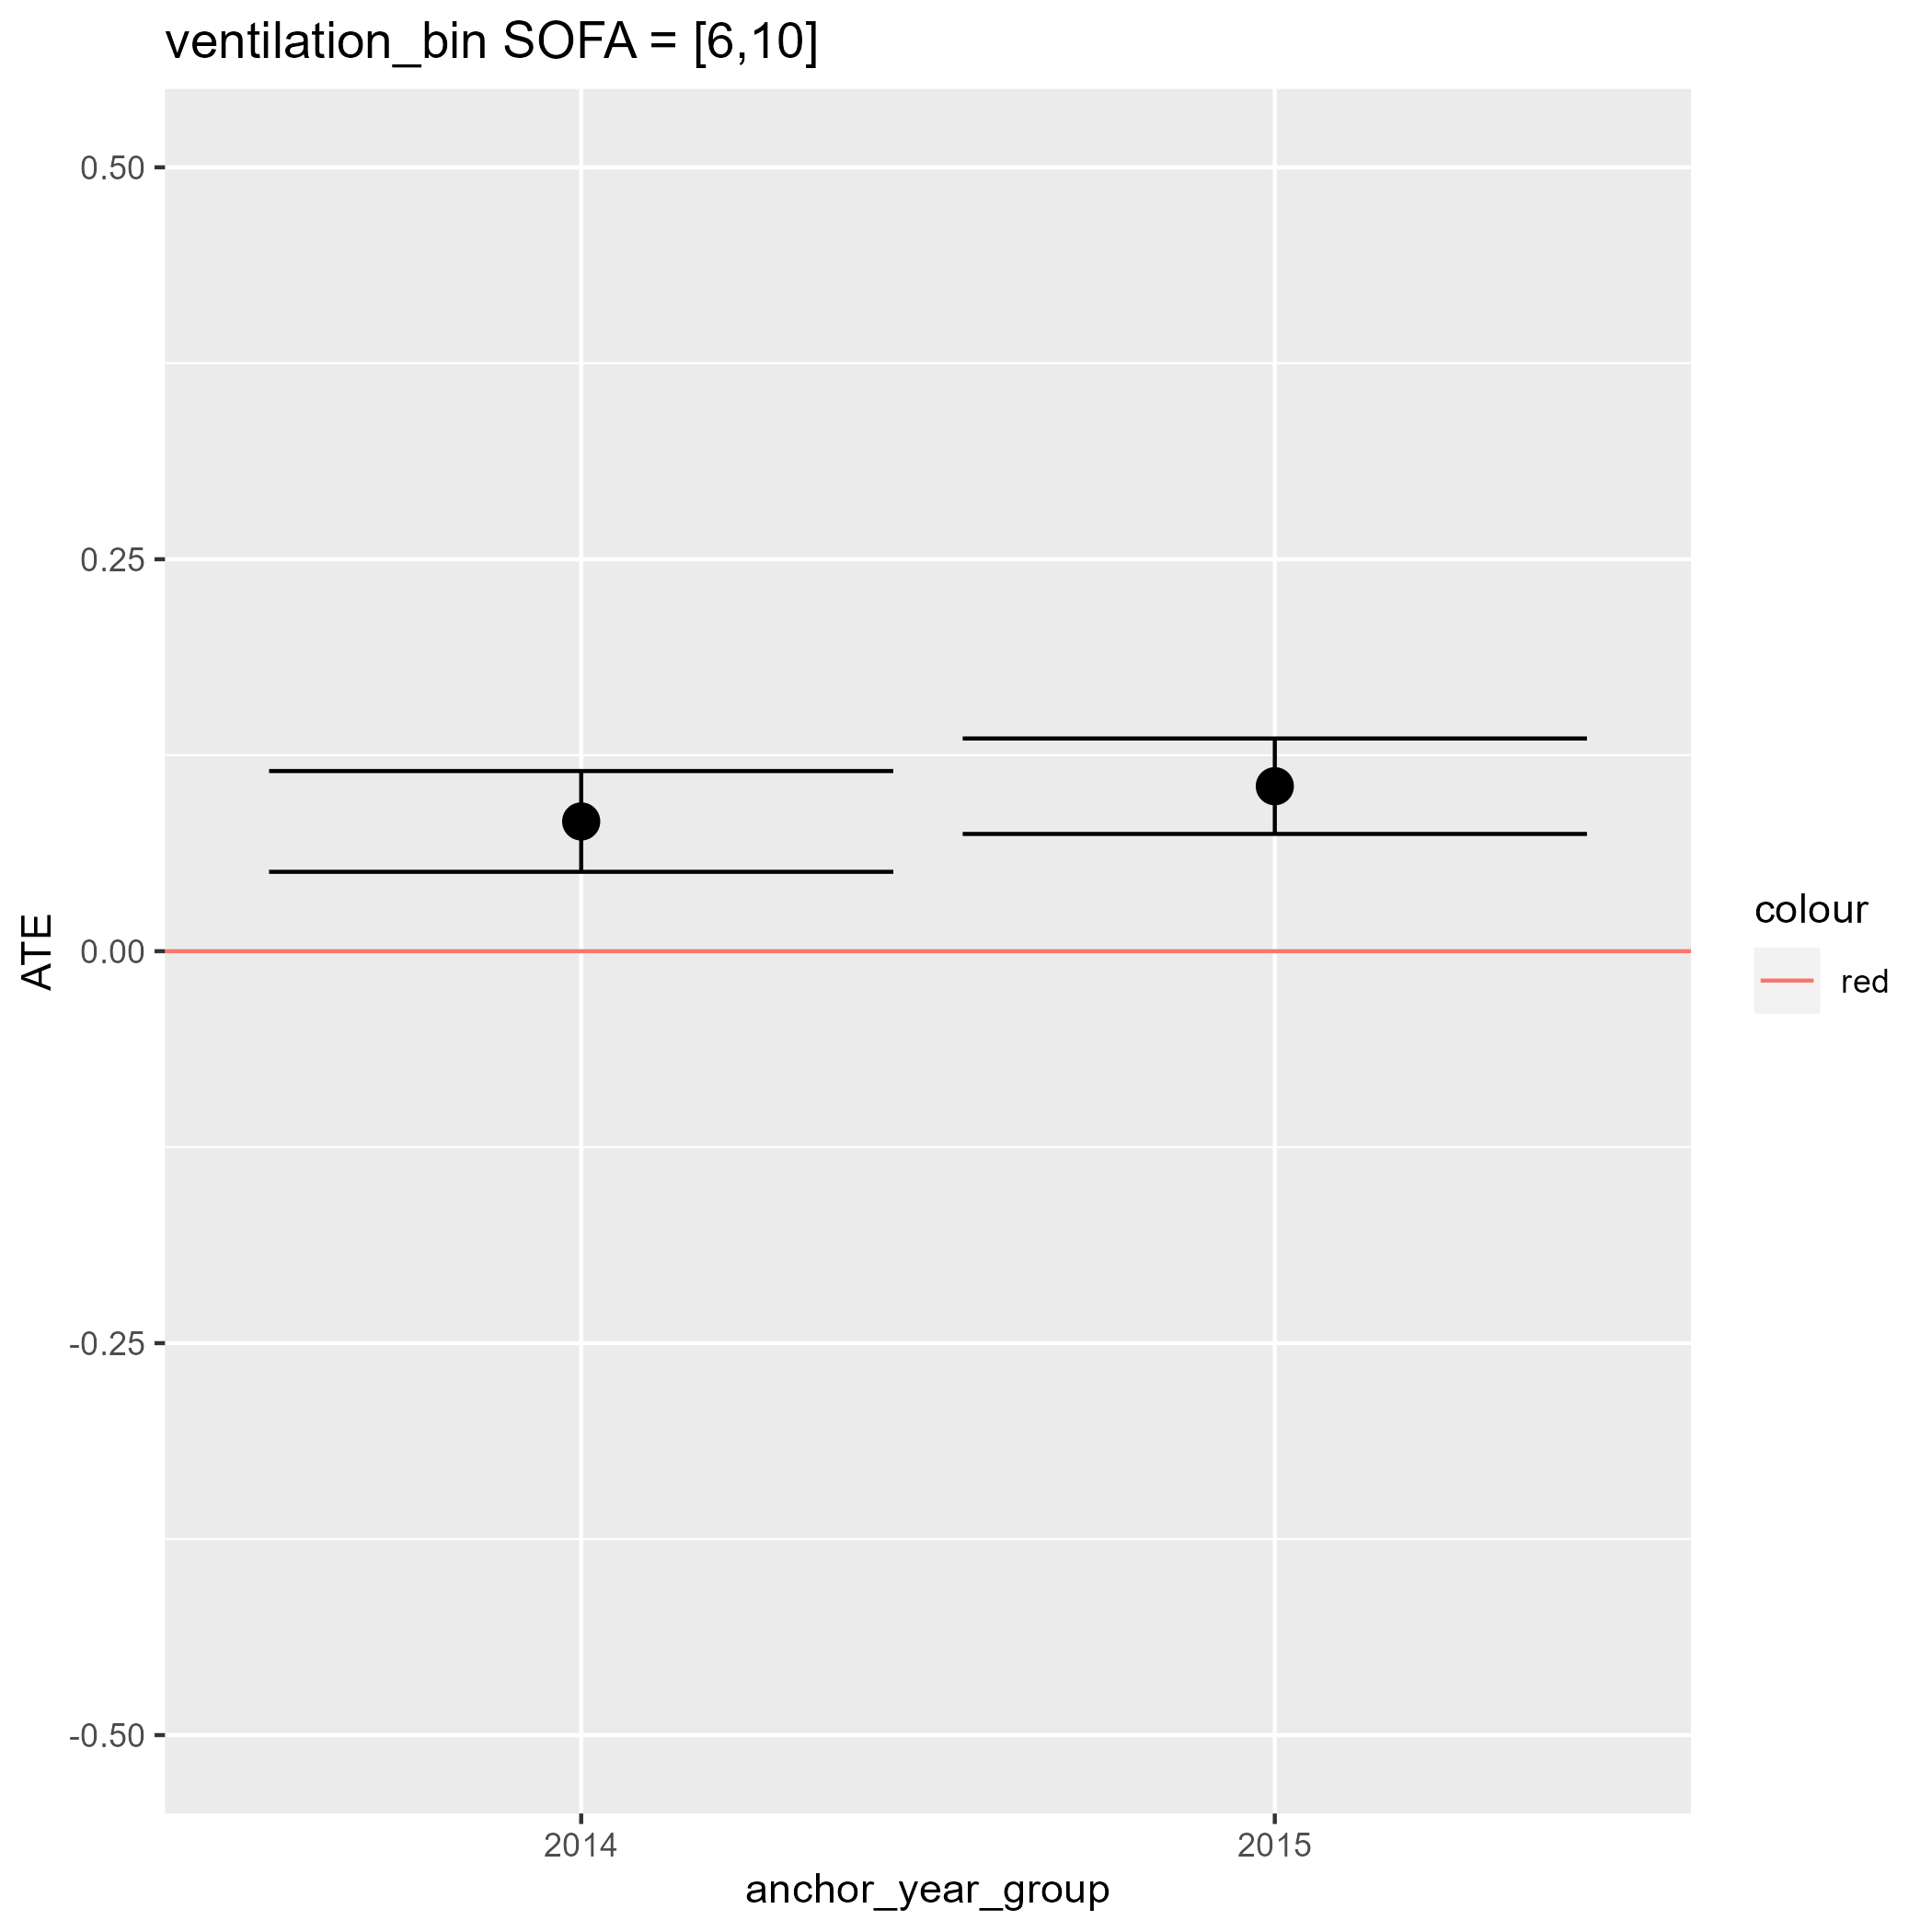 ventilation_bin SOFA = [6,10]
0.50
0.25
0.00
-0.25
-0.50
ATE
2014
2015
anchor_year_group
colour
red